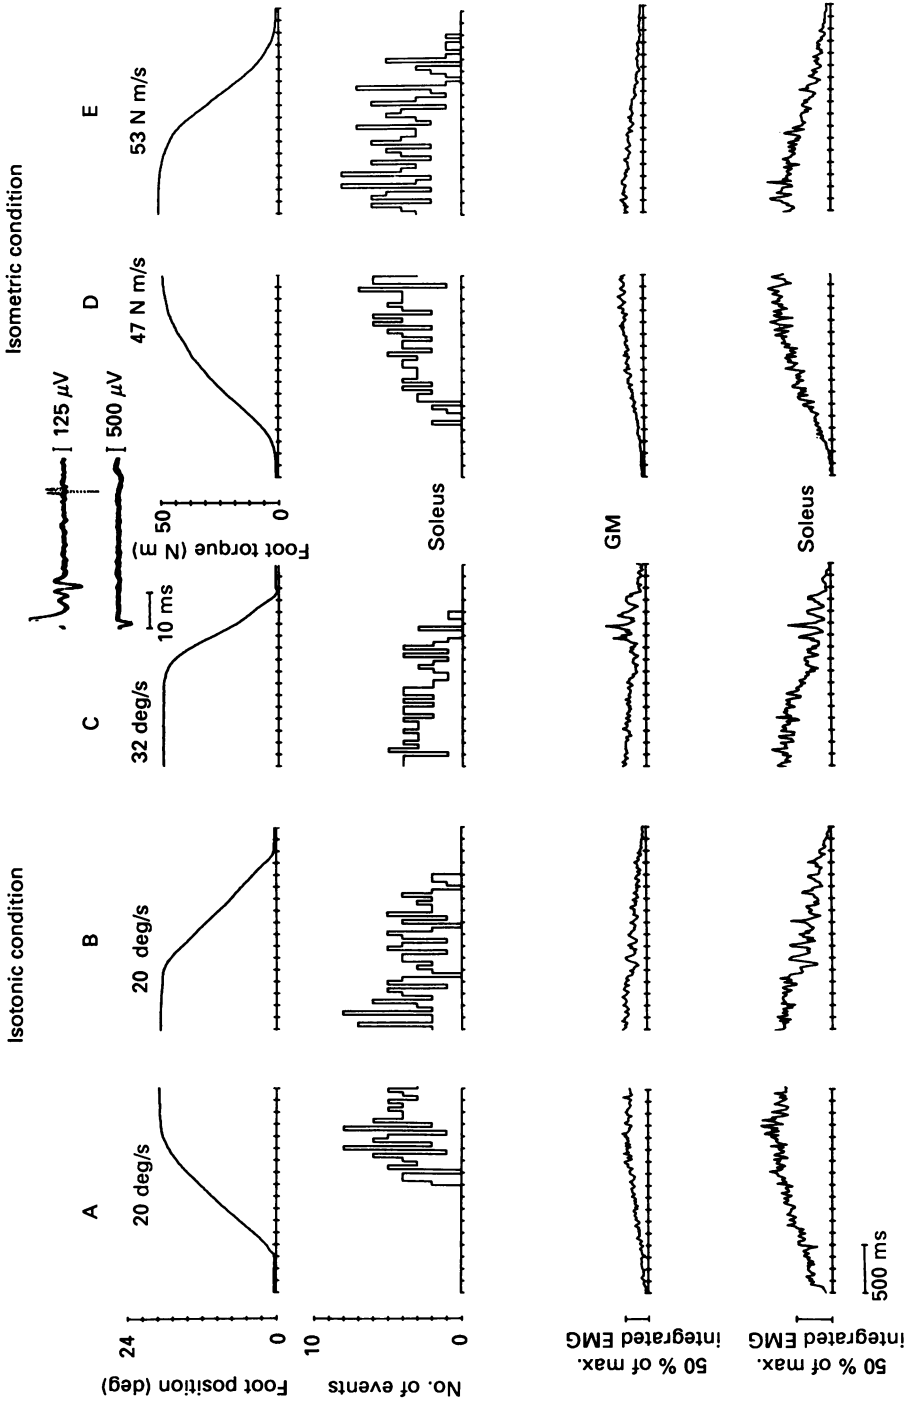 Isotonic condition
Isometric condition
A
B
C
D
E
20 deg/s
20 deg/s
32 deg/s
47 N m/s
53 N m/s
125 μV
500 μV
10 ms
24
0
Foot position (deg)
50
0
Foot torque (N m)
10
0
No. of events
Soleus
GM
50 % of max.
integrated EMG
Soleus
50 % of max.
integrated EMG
500 ms